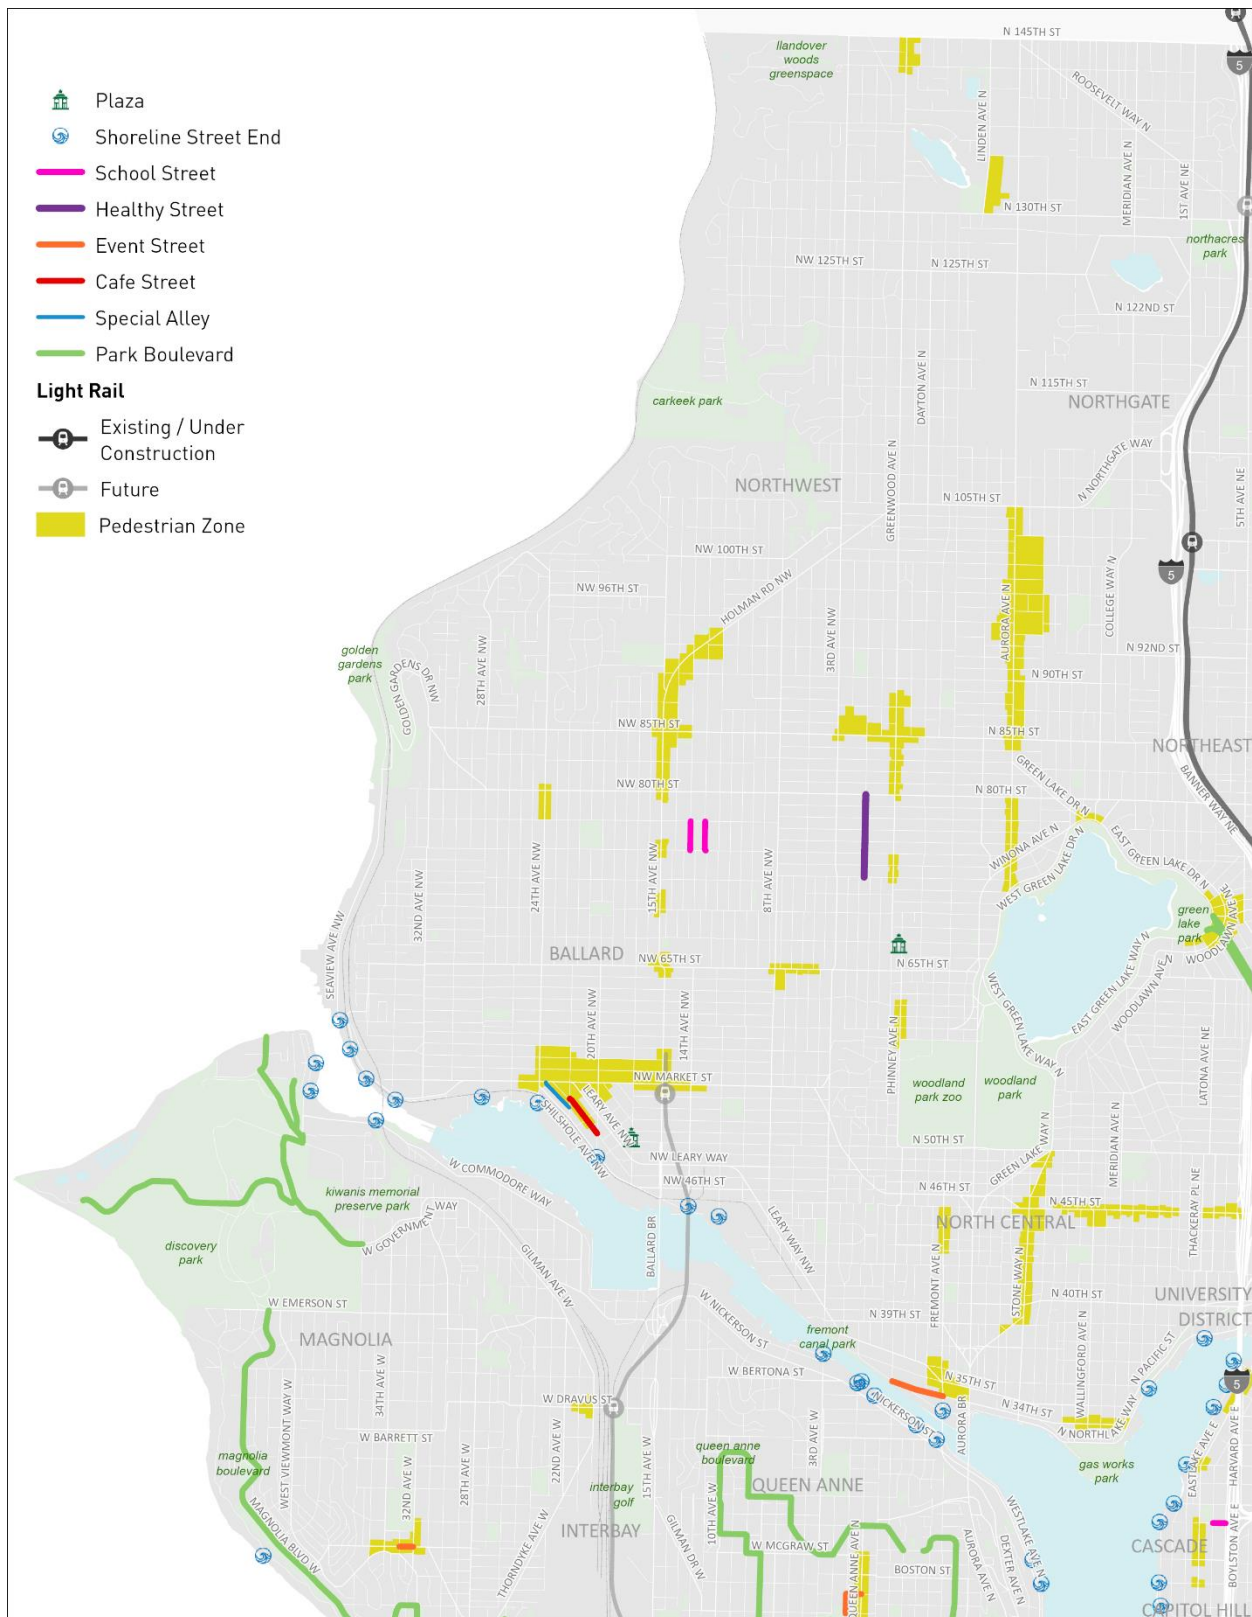 Plaza
Shoreline Street End
School Street
Healthy Street
Event Street
Cafe Street
Special Alley
Park Boulevard
Light Rail
Existing / Under
Construction
Future
Pedestrian Zone
N 145TH ST
llandover
woods
greenspace
5
ROOSEVELT WAY N
LINDEN AVE N
MERIDIAN AVE N
1ST AVE NE
N 130TH ST
northacres
park
NW 125TH ST
N 125TH ST
N 122ND ST
DAYTON AVE N
N 115TH ST
carkeek park
NORTHGATE
N NORTHGATE WAY
GREENWOOD AVE N
NORTHWEST
N 105TH ST
5TH AVE NE
NW 100TH ST
5
NW 96TH ST
HOLMAN RD NW
COLLEGE WAY N
3RD AVE NW
AURORA AVE N
N 92ND ST
golden
gardens
park
GOLDEN GARDENS DR NW
28TH AVE NW
N 90TH ST
NW 85TH ST
N 85TH ST
NORTHEAST
GREEN LAKE DR N
BANNER WAY NE
NW 80TH ST
N 80TH ST
WINONA AVE N
EAST GREEN LAKE DR N
WEST GREEN LAKE DR N
24TH AVE NW
15TH AVE NW
8TH AVE NW
32ND AVE NW
green
lake
park
WOODLAWN AVE NE
BALLARD
NW 65TH ST
N 65TH ST
SEAVIEW AVE NW
WEST GREEN LAKE WAY N
EAST GREEN LAKE WAY N
WOODLAWN AVE N
20TH AVE NW
14TH AVE NW
PHINNEY AVE N
LATONA AVE NE
NW MARKET ST
woodland
park zoo
woodland
park
LEARY AVE NW
SHILSHOLE AVE NW
N 50TH ST
GREEN LAKE WAY N
MERIDIAN AVE N
NW LEARY WAY
W COMMODORE WAY
NW 46TH ST
N 46TH ST
N 45TH ST
THACKERAY PL NE
kiwanis memorial
preserve park
W GOVERNMENT WAY
LEARY WAY NW
NORTH CENTRAL
discovery
park
GILMAN AVE W
BALLARD BR
FREMONT AVE N
STONE WAY N
W EMERSON ST
W NICKERSON ST
N 39TH ST
N 40TH ST
UNIVERSITY
DISTRICT
MAGNOLIA
fremont
canal park
WALLINGFORD AVE N
N PACIFIC ST
34TH AVE W
W BERTONA ST
N 35TH ST
5
W DRAVUS ST
NICKERSON ST
AURORA BR
N 34TH ST
N NORTHLAKE WAY
WEST VIEWMONT WAY W
W BARRETT ST
22ND AVE W
3RD AVE W
EASTLAKE AVE E
HARVARD AVE E
magnolia
boulevard
32ND AVE W
28TH AVE W
15TH AVE W
queen anne
boulevard
gas works
park
interbay
golf
QUEEN ANNE
10TH AVE W
MAGNOLIA BLVD W
THORNDYKE AVE W
INTERBAY
GILMAN DR W
W MCGRAW ST
QUEEN ANNE AVE N
AURORA AVE N
DEXTER AVE N
WESTLAKE AVE N
CASCADE
BOYLSTON AVE E
BOSTON ST
CAPITOL HILL